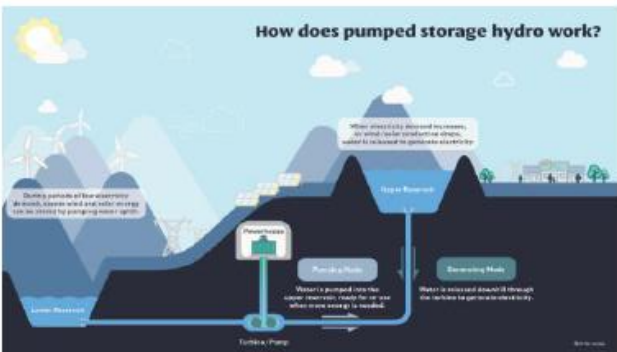 How does pumped storage hydro work?
When electricity demand increases,
or wind/solar production drops,
water is released to generate electricity.
During periods of low electricity
demand, excess wind and solar energy
can be stored by pumping water uphill.
Upper Reservoir
Powerhouse
Pumping Mode
Water is pumped into the
upper reservoir, ready for re-use
when more energy is needed.
Generating Mode
Water is released downhill through
the turbine to generate electricity.
Lower Reservoir
Turbine/Pump